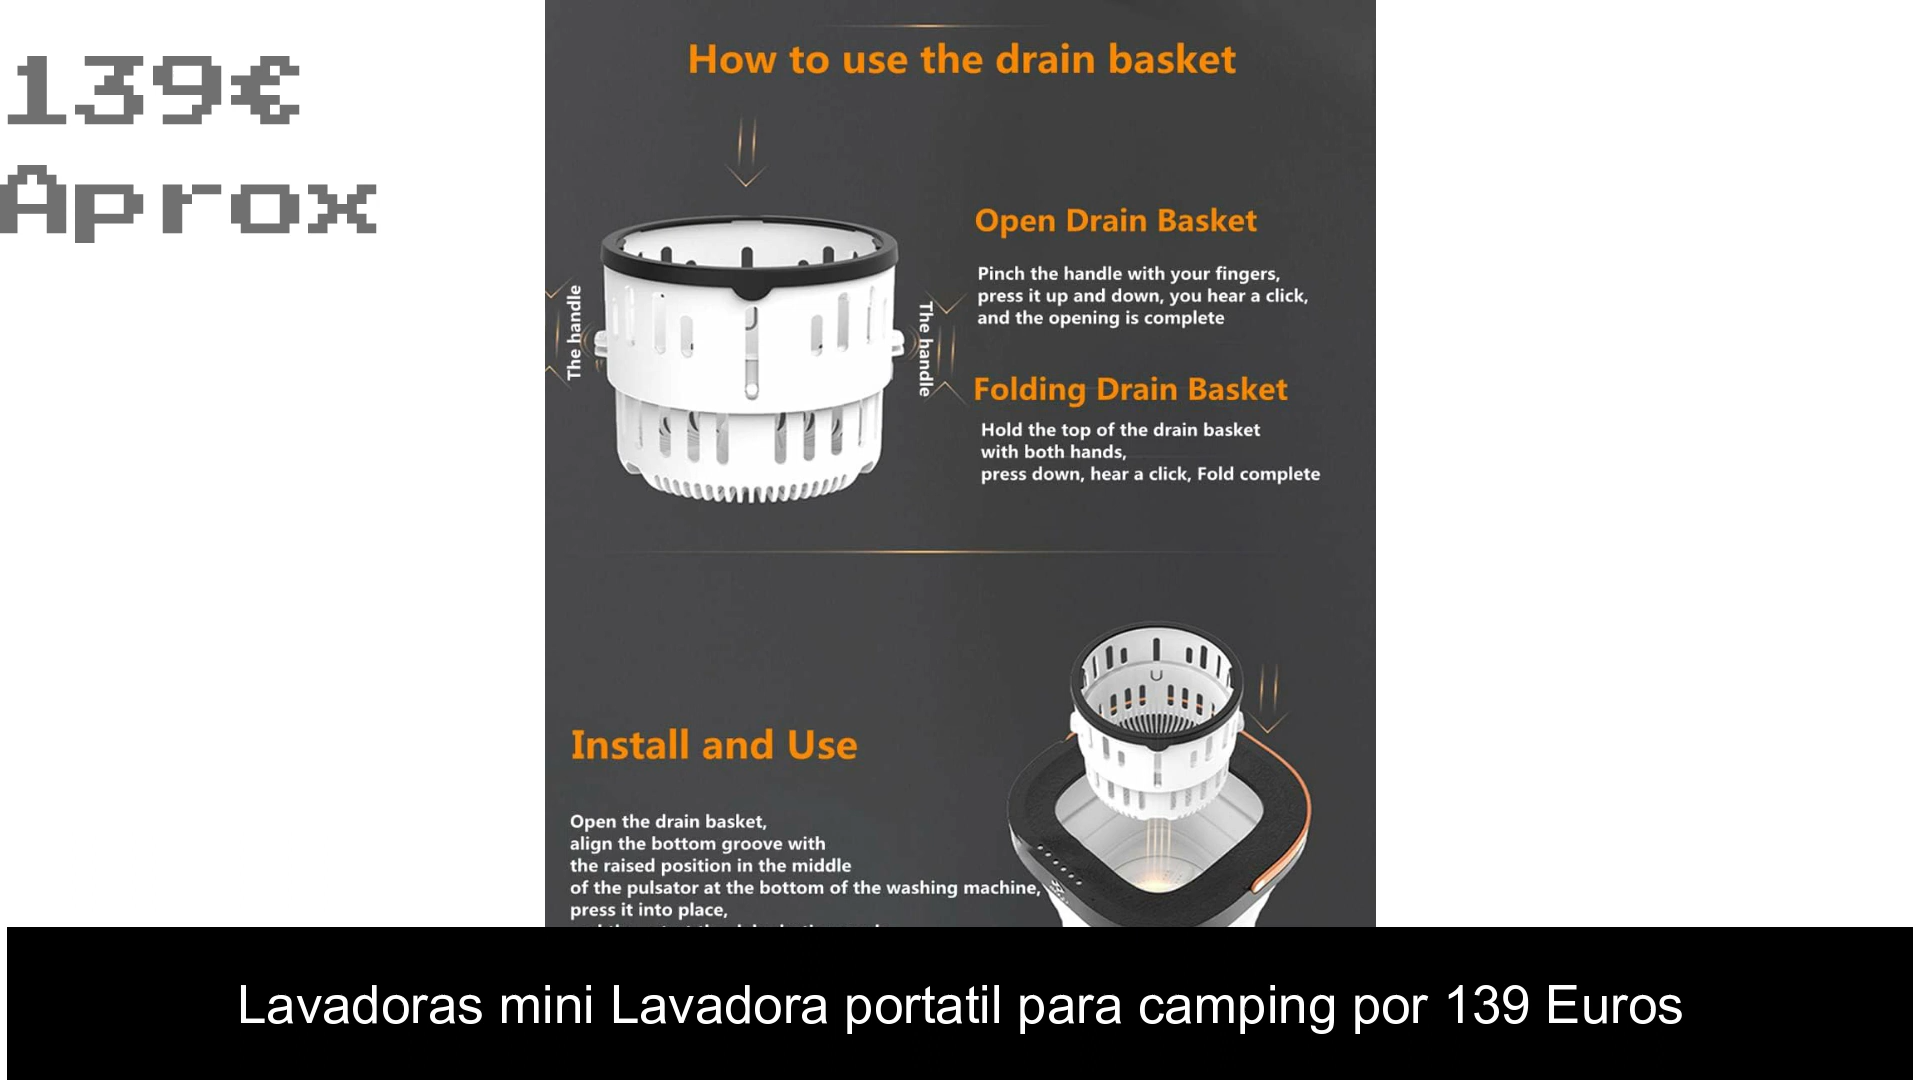 139€
Aprox
How to use the drain basket
The handle
The handle
Open Drain Basket
Pinch the handle with your fingers,
press it up and down, you hear a click,
and the opening is complete
Folding Drain Basket
Hold the top of the drain basket
with both hands,
press down, hear a click, Fold complete
Install and Use
Open the drain basket,
align the bottom groove with
the raised position in the middle
of the pulsator at the bottom of the washing machine,
press it into place,
Lavadoras mini Lavadora portatil para camping por 139 Euros